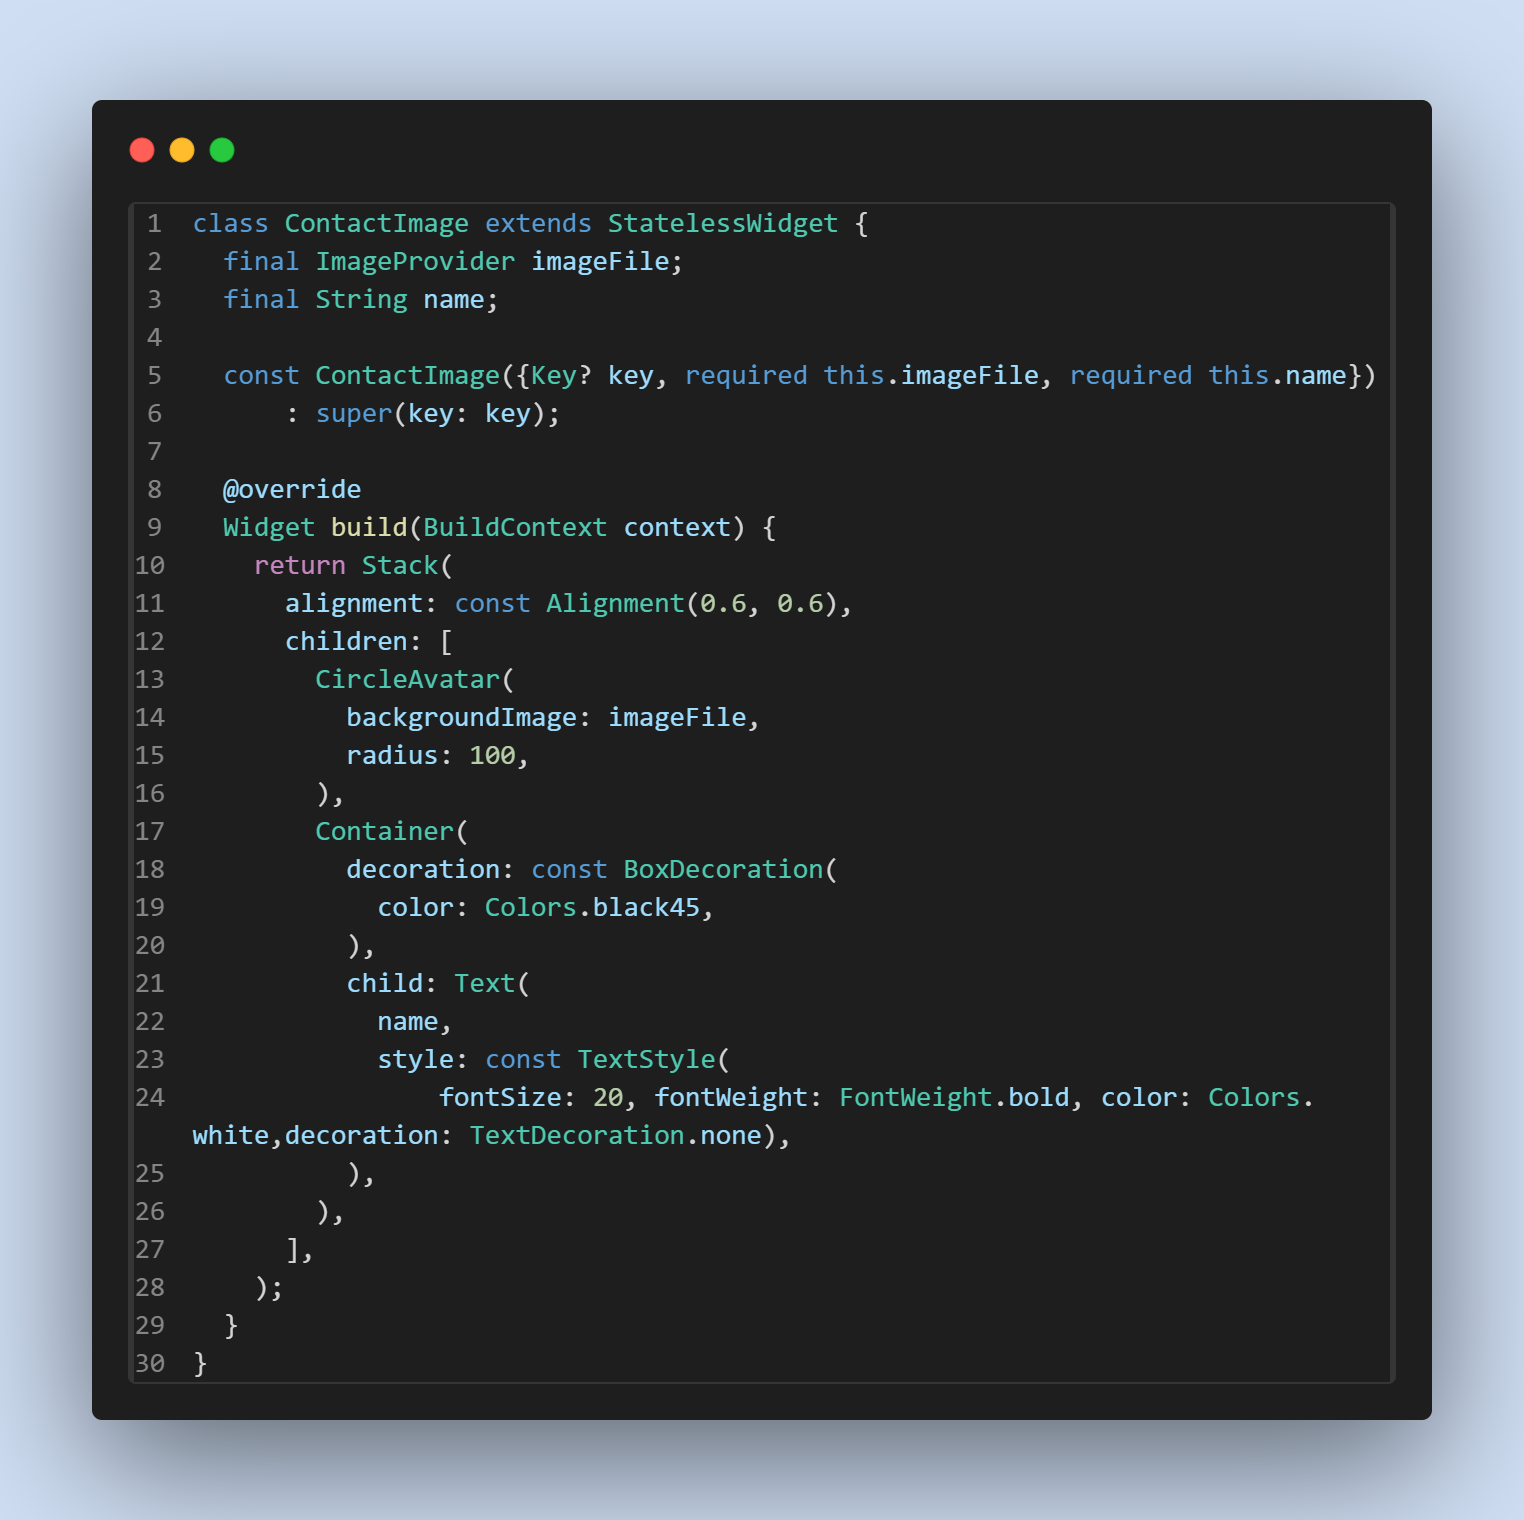 1 class ContactImage extends StatelessWidget {
2   final ImageProvider imageFile;
3   final String name;
4
5   const ContactImage({Key? key, required this.imageFile, required this.name})
6       : super(key: key);
7
8   @override
9   Widget build(BuildContext context) {
10     return Stack(
11       alignment: const Alignment(0.6, 0.6),
12       children: [
13         CircleAvatar(
14           backgroundImage: imageFile,
15           radius: 100,
16         ),
17         Container(
18           decoration: const BoxDecoration(
19             color: Colors.black45,
20           ),
21           child: Text(
22             name,
23             style: const TextStyle(
24                 fontSize: 20, fontWeight: FontWeight.bold, color: Colors.
white,decoration: TextDecoration.none),
25           ),
26         ),
27       ],
28     );
29   }
30 }